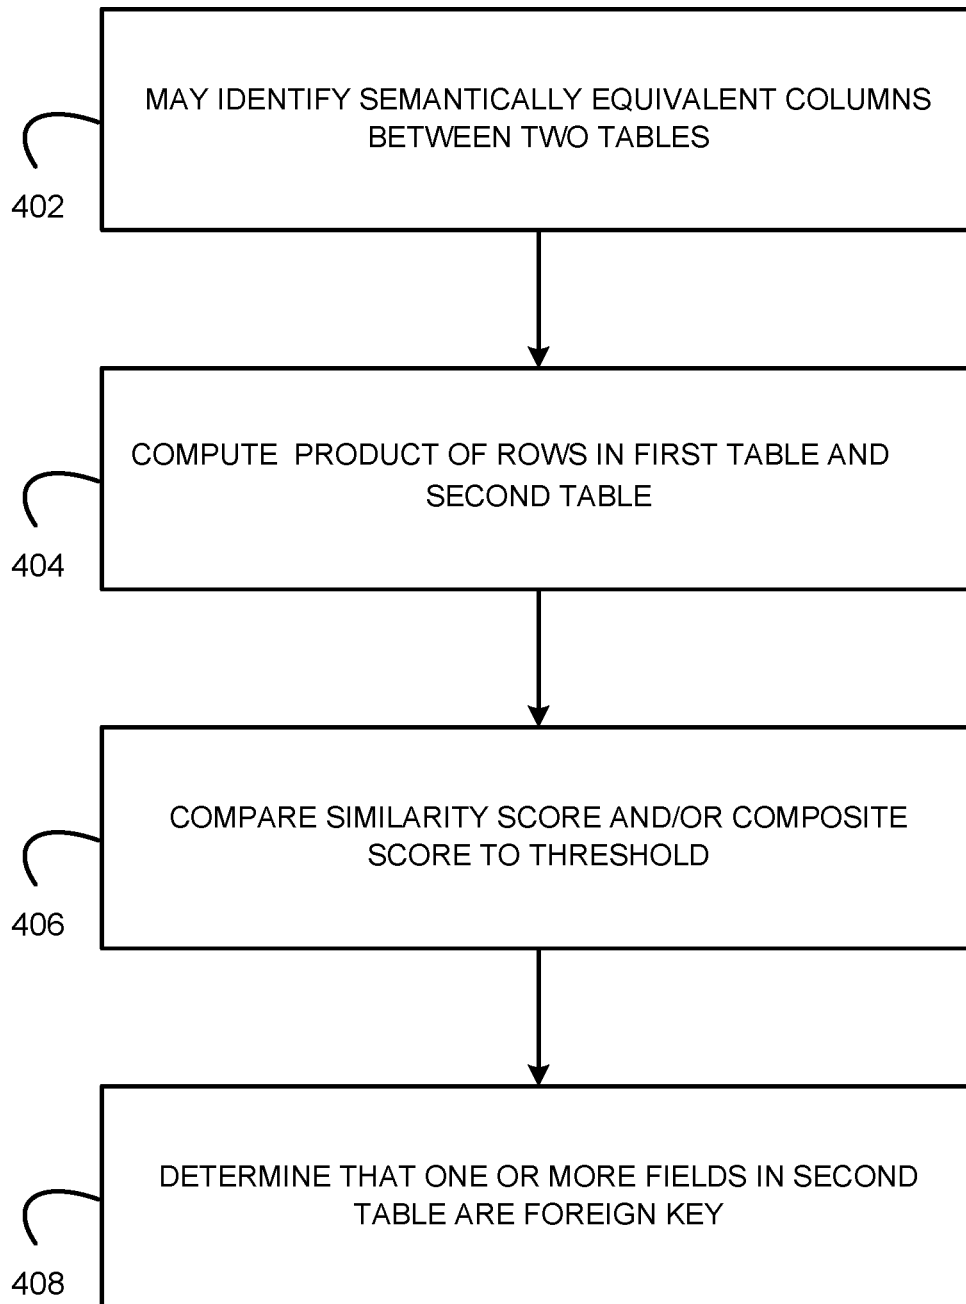 MAY IDENTIFY SEMANTICALLY EQUIVALENT COLUMNS
BETWEEN TWO TABLES
402
COMPUTE  PRODUCT OF ROWS IN FIRST TABLE AND
SECOND TABLE
404
COMPARE SIMILARITY SCORE AND/OR COMPOSITE
SCORE TO THRESHOLD
406
DETERMINE THAT ONE OR MORE FIELDS IN SECOND
TABLE ARE FOREIGN KEY
408